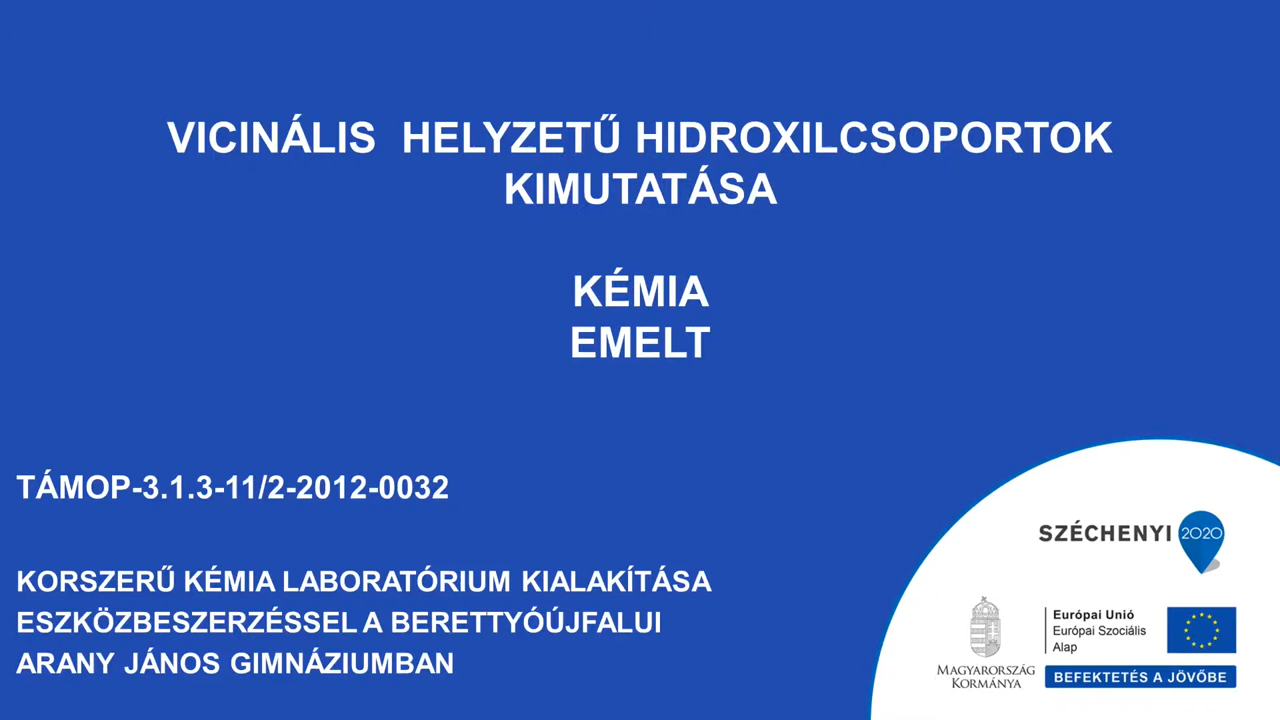 VICINÁLIS  HELYZETŰ HIDROXILCSOPORTOK
KIMUTATÁSA
KÉMIA
EMELT
TÁMOP-3.1.3-11/2-2012-0032
KORSZERŰ KÉMIA LABORATÓRIUM KIALAKÍTÁSA
ESZKÖZBESZERZÉSSEL A BERETTYÓÚJFALUI
ARANY JÁNOS GIMNÁZIUMBAN
SZÉCHENYI 2020
MAGYARORSZÁG
KORMÁNYA
Európai Unió
Európai Szociális
Alap
BEFEKTETÉS A JÖVŐBE